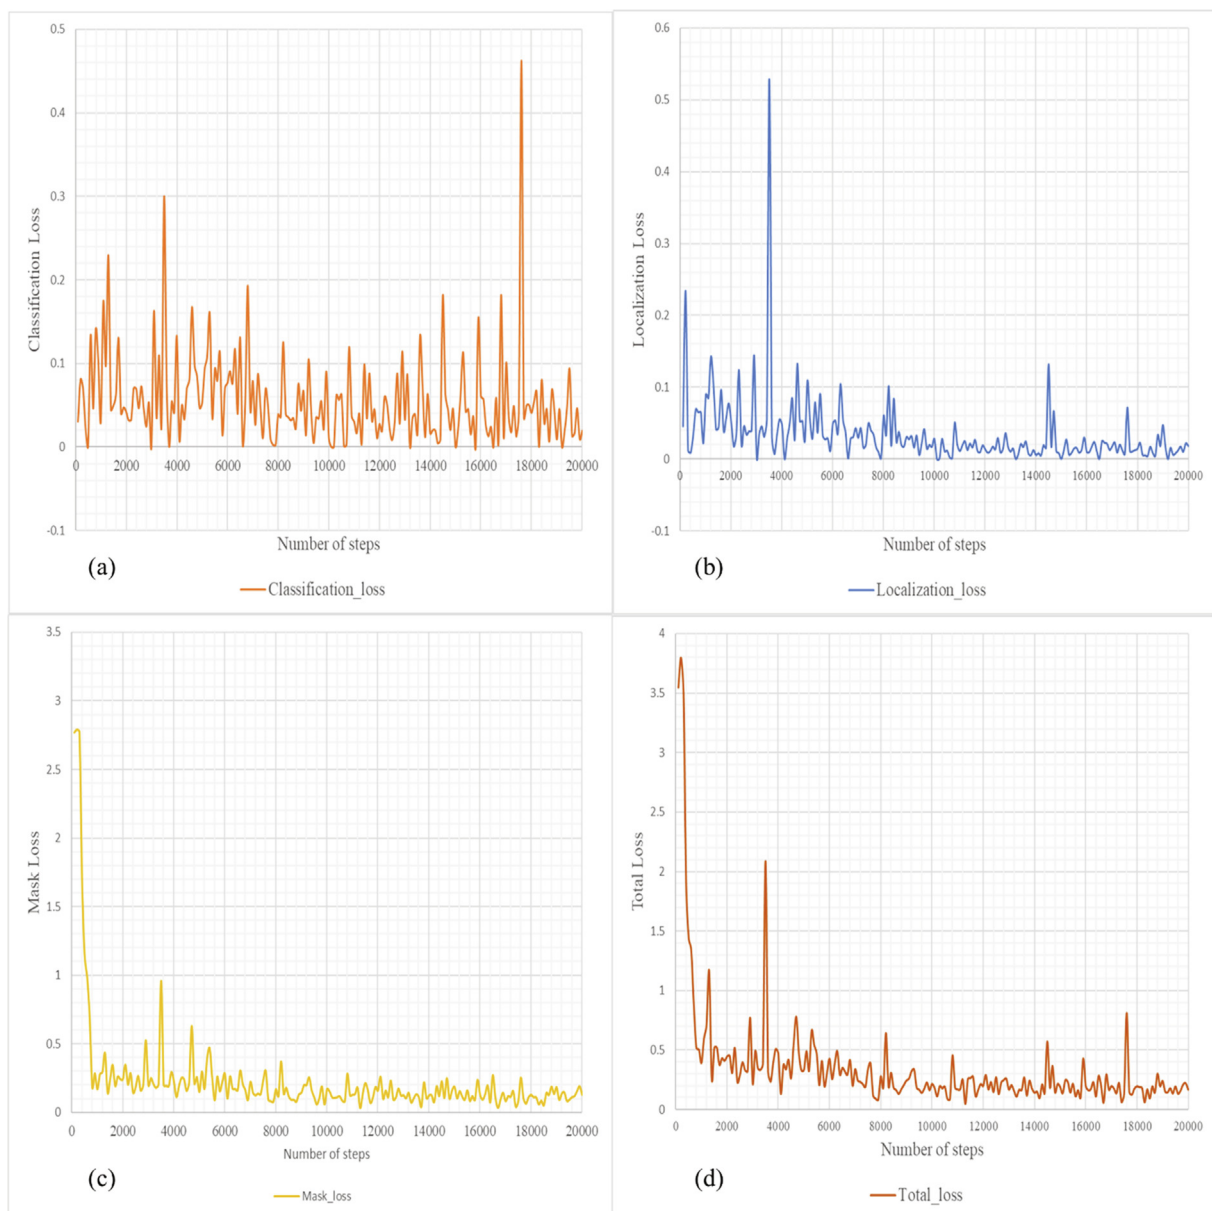 0.5
0.4
0.3
0.2
0.1
0
-0.1
Classification Loss
0 2000 4000 6000 8000 10000 12000 14000 16000 18000 20000
Number of steps
(a)
Classification_loss
0.6
0.5
0.4
0.3
0.2
0.1
0
-0.1
Localization Loss
0 2000 4000 6000 8000 10000 12000 14000 16000 18000 20000
Number of steps
(b)
Localization_loss
3.5
3
2.5
2
1.5
1
0.5
0
Mask Loss
0 2000 4000 6000 8000 10000 12000 14000 16000 18000 20000
Number of steps
(c)
Mask_loss
4
3.5
3
2.5
2
1.5
1
0.5
0
Total Loss
0 2000 4000 6000 8000 10000 12000 14000 16000 18000 20000
Number of steps
(d)
Total_loss